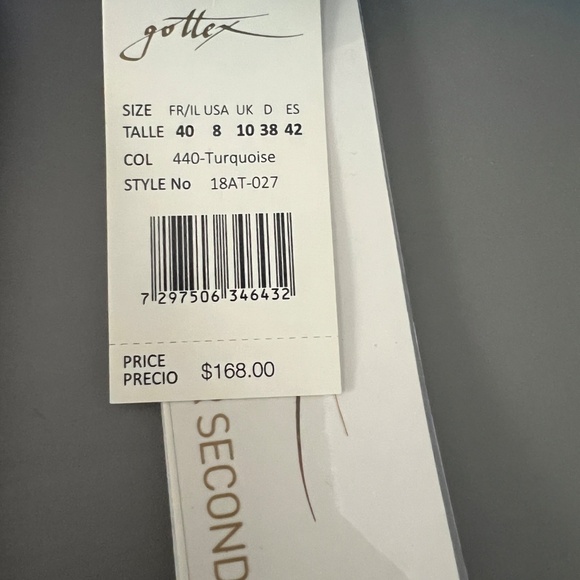 gottex
SIZE FR/IL USA UK D ES
TALLE 40 8 10 38 42
COL 440-Turquoise
STYLE No 18AT-027
7 297506 346432
PRICE
PRECIO $168.00
SECOND